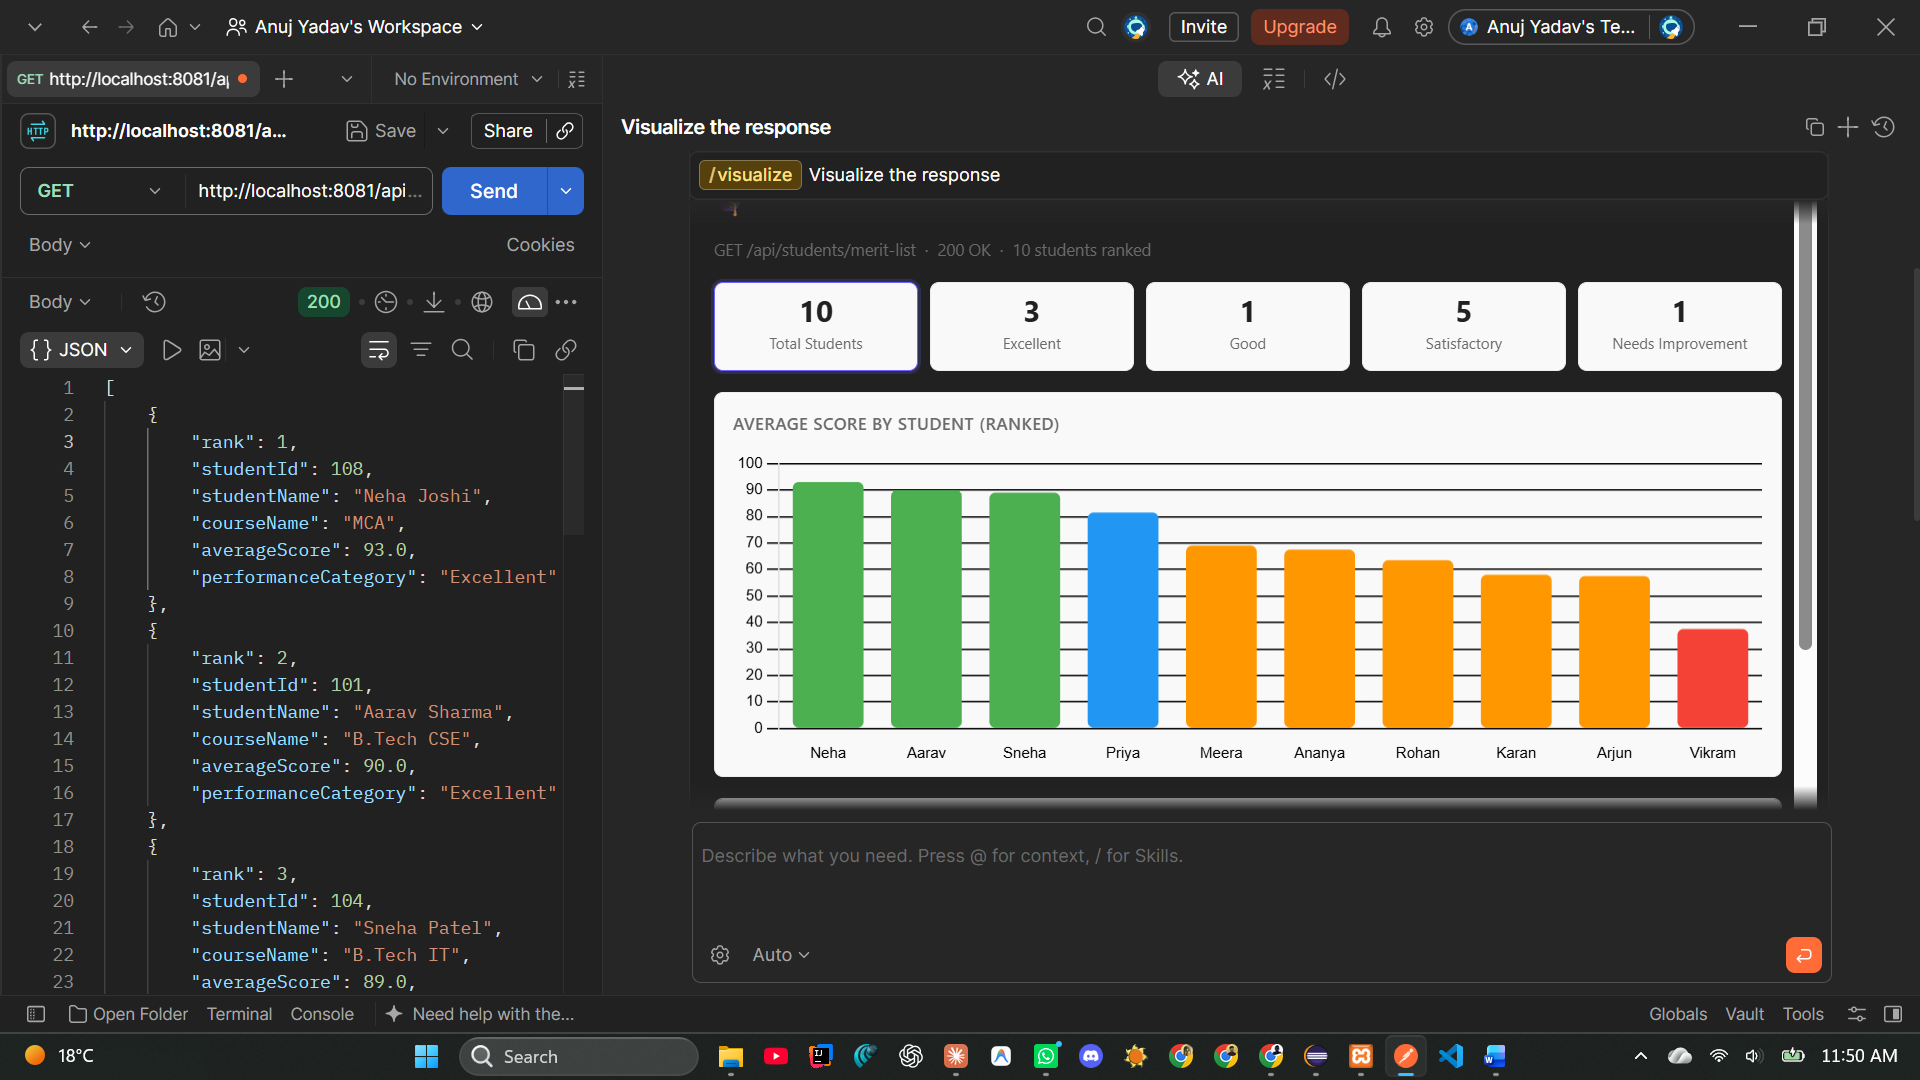 Anuj Yadav's Workspace
Invite
Upgrade
A
Anuj Yadav's Te...
GET http://localhost:8081/a
No Environment
AI
HTTP
http://localhost:8081/a...
Save
Share
Visualize the response
GET
http://localhost:8081/api...
Send
/visualize Visualize the response
Body
Cookies
GET /api/students/merit-list · 200 OK · 10 students ranked
Body
200
{} JSON
10
Total Students
3
Excellent
1
Good
5
Satisfactory
1
Needs Improvement
1 [
2 {
3 "rank": 1,
4 "studentId": 108,
5 "studentName": "Neha Joshi",
6 "courseName": "MCA",
7 "averageScore": 93.0,
8 "performanceCategory": "Excellent"
9 },
10 {
11 "rank": 2,
12 "studentId": 101,
13 "studentName": "Aarav Sharma",
14 "courseName": "B.Tech CSE",
15 "averageScore": 90.0,
16 "performanceCategory": "Excellent"
17 },
18 {
19 "rank": 3,
20 "studentId": 104,
21 "studentName": "Sneha Patel",
22 "courseName": "B.Tech IT",
23 "averageScore": 89.0,
AVERAGE SCORE BY STUDENT (RANKED)
100
90
80
70
60
50
40
30
20
10
0
Neha Aarav Sneha Priya Meera Ananya Rohan Karan Arjun Vikram
Describe what you need. Press @ for context, / for Skills.
Auto
Open Folder
Terminal
Console
Need help with the...
Globals
Vault
Tools
18°C
Search
11:50 AM